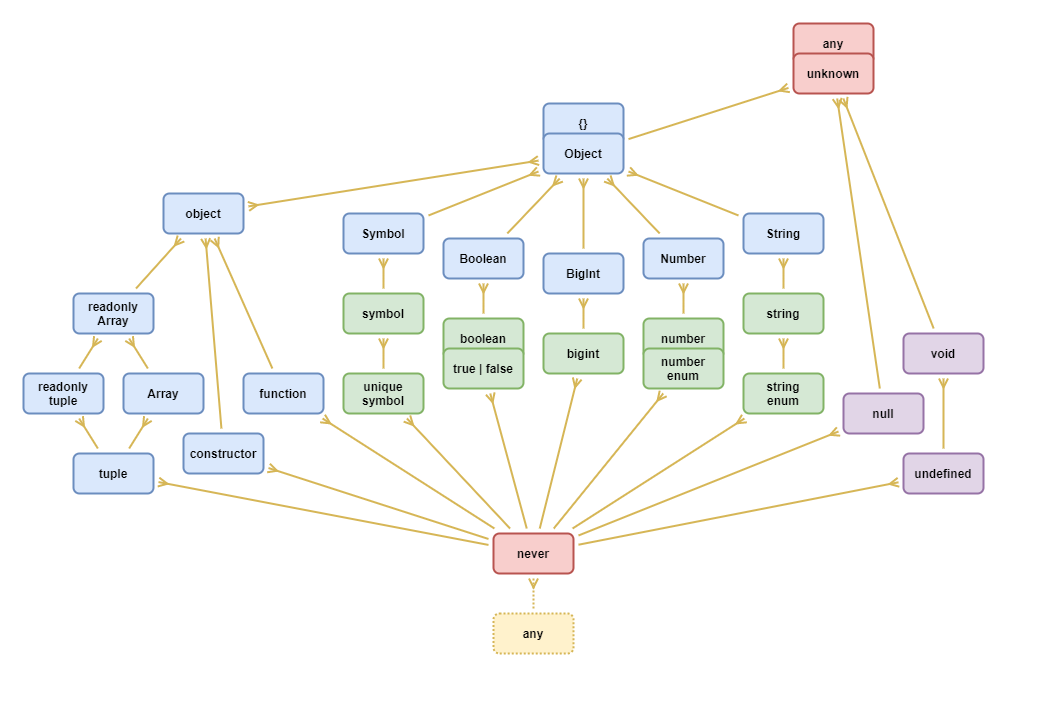 any
unknown
{}
Object
object
Symbol
Boolean
BigInt
Number
String
readonly
Array
symbol
boolean
true | false
bigint
number
number
enum
string
void
readonly
tuple
Array
function
unique
symbol
string
enum
null
constructor
tuple
undefined
never
any